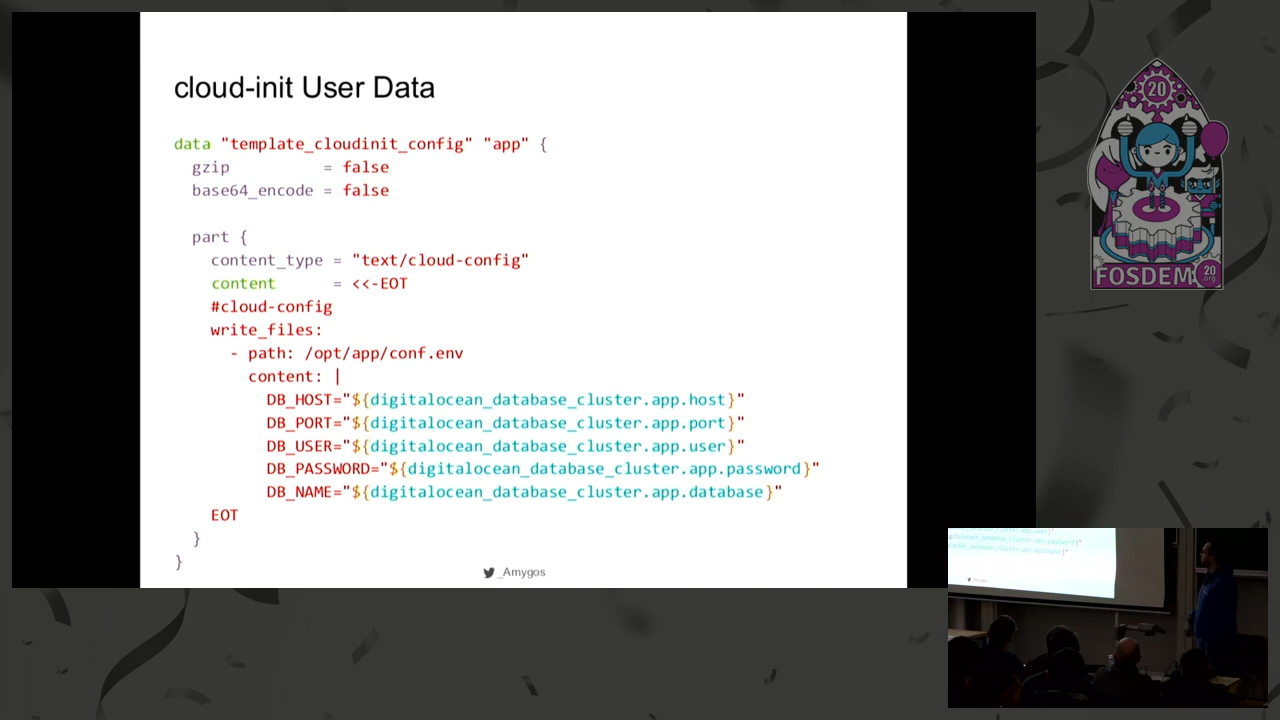 cloud-init User Data
data "template_cloudinit_config" "app" {
  gzip          = false
  base64_encode = false
  part {
    content_type = "text/cloud-config"
    content      = <<-EOT
    #cloud-config
    write_files:
      - path: /opt/app/conf.env
        content: |
          DB_HOST="${digitalocean_database_cluster.app.host}"
          DB_PORT="${digitalocean_database_cluster.app.port}"
          DB_USER="${digitalocean_database_cluster.app.user}"
          DB_PASSWORD="${digitalocean_database_cluster.app.password}"
          DB_NAME="${digitalocean_database_cluster.app.database}"
    EOT
  }
}
_Amygos
20
FOSDEM
20
.org